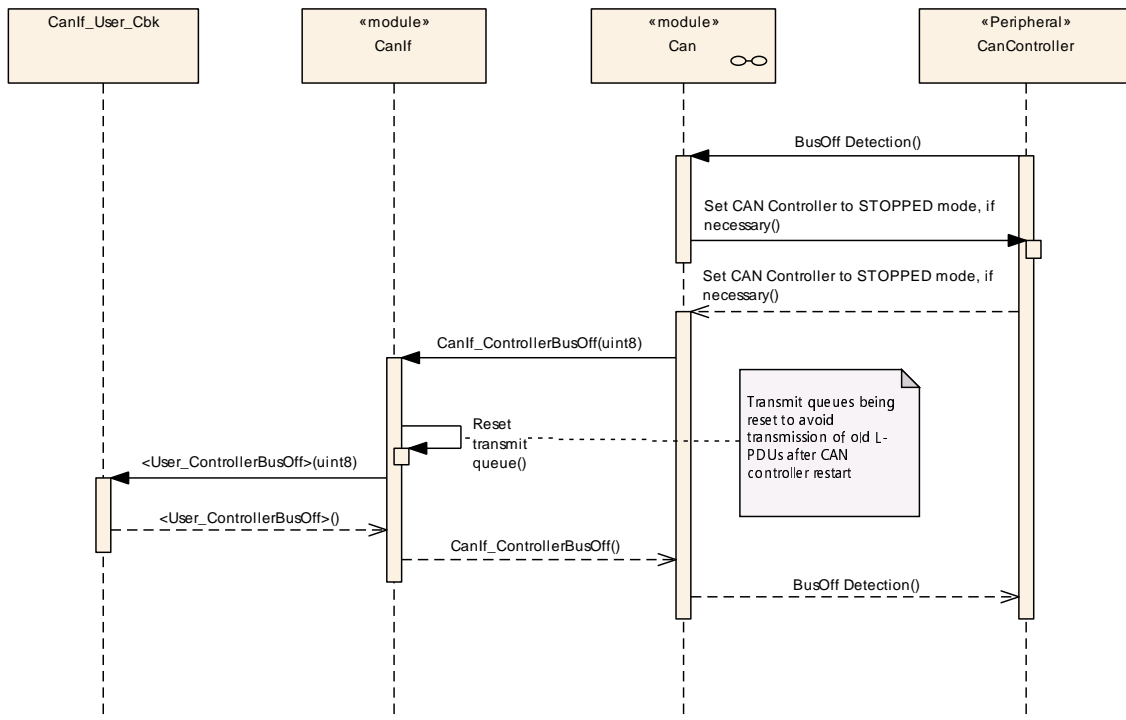 CanIf_User_Cbk
«module»
CanIf
«module»
Can
«Peripheral»
CanController
BusOff Detection()
Set CAN Controller to STOPPED mode, if
necessary()
Set CAN Controller to STOPPED mode, if
necessary()
CanIf_ControllerBusOff(uint8)
Transmit queues being
reset to avoid
transmission of old L-
PDUs after CAN
controller restart
Reset
transmit
queue()
<User_ControllerBusOff>(uint8)
<User_ControllerBusOff>()
CanIf_ControllerBusOff()
BusOff Detection()